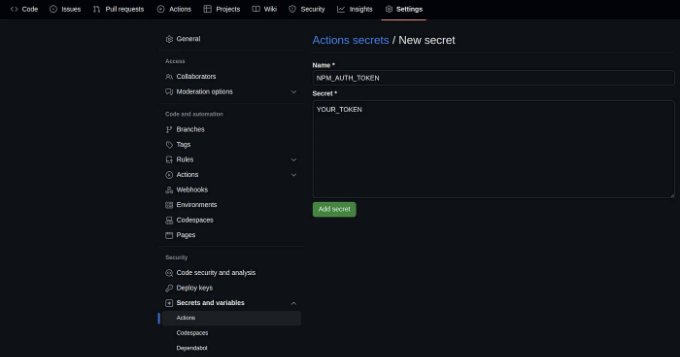 Code Issues Pull requests Actions Projects Wiki Security Insights Settings
General
Access
Collaborators
Moderation options
Code and automation
Branches
Tags
Rules
Actions
Webhooks
Environments
Codespaces
Pages
Security
Code security and analysis
Deploy keys
Secrets and variables
Actions
Codespaces
Dependabot
Actions secrets / New secret
Name *
NPM_AUTH_TOKEN
Secret *
YOUR_TOKEN
Add secret